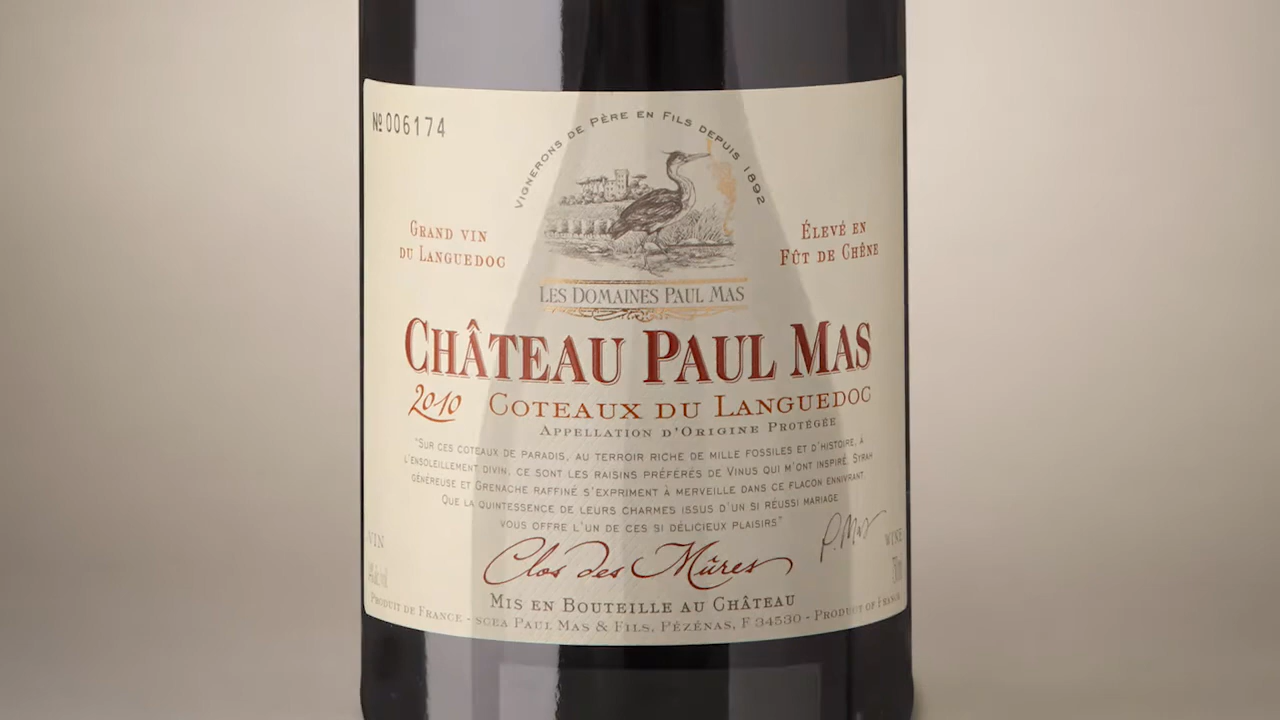 № 006174
VIGNERONS DE PÈRE EN FILS DEPUIS 1892
GRAND VIN
DU LANGUEDOC
ÉLEVÉ EN
FÛT DE CHÊNE
LES DOMAINES PAUL MAS
CHÂTEAU PAUL MAS
2010 COTEAUX DU LANGUEDOC
APPELLATION D'ORIGINE PROTÉGÉE
"SUR CES COTEAUX DE PARADIS, AU TERROIR RICHE DE MILLE FOSSILES ET D'HISTOIRE, À
L'ENSOLEILLEMENT DIVIN, CE SONT LES RAISINS PRÉFÉRÉS DE VINUS QUI M'ONT INSPIRÉ. SYRAH
GÉNÉREUSE ET GRENACHE RAFFINÉ S'EXPRIMENT À MERVEILLE DANS CE FLACON ENNIVRANT.
QUE LA QUINTESSENCE DE LEURS CHARMES ISSUS D'UN SI RÉUSSI MARIAGE
VOUS OFFRE L'UN DE CES SI DÉLICIEUX PLAISIRS"
P. Mas
VIN
WINE
Clos des Mûres
MIS EN BOUTEILLE AU CHÂTEAU
PRODUIT DE FRANCE - SCEA PAUL MAS & FILS, PÉZÉNAS, F 34530 - PRODUCT OF FRANCE